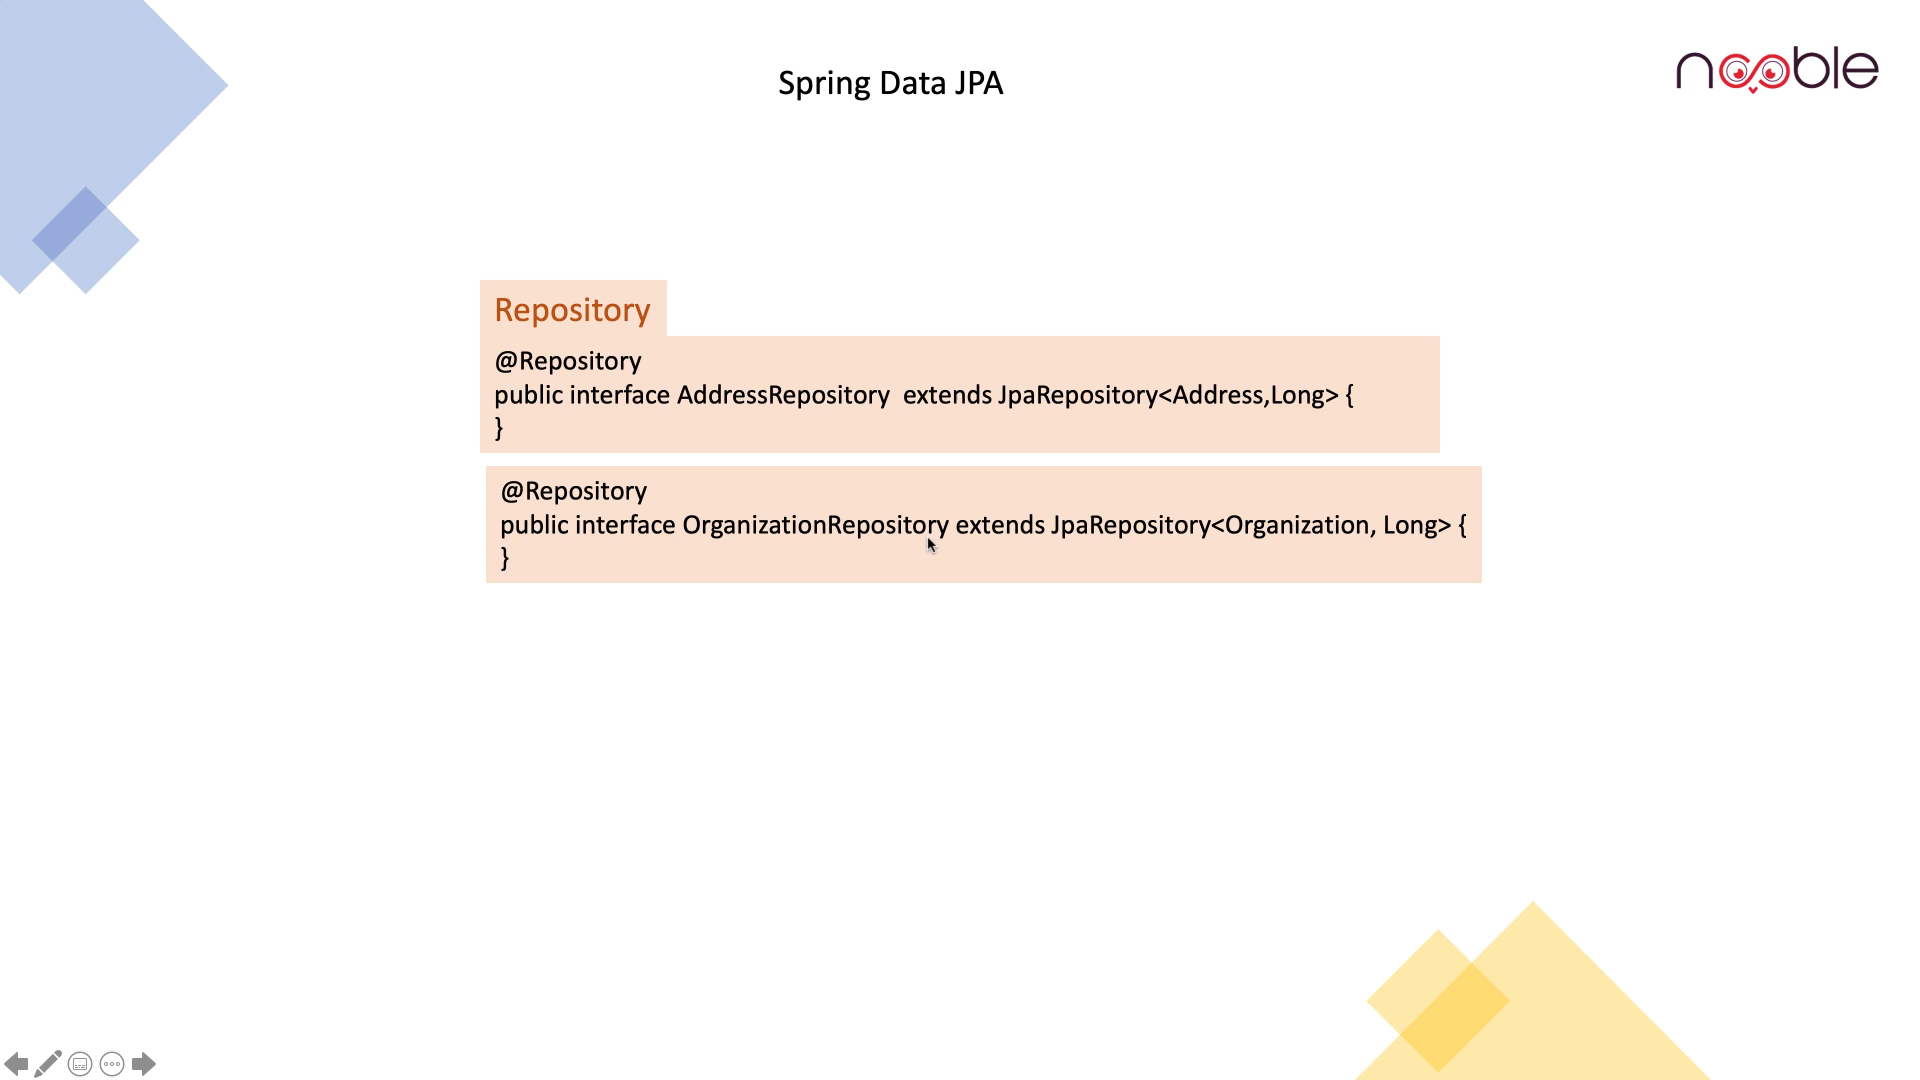 Spring Data JPA
nooble
Repository
@Repository
public interface AddressRepository  extends JpaRepository<Address,Long> {
}
@Repository
public interface OrganizationRepository extends JpaRepository<Organization, Long> {
}